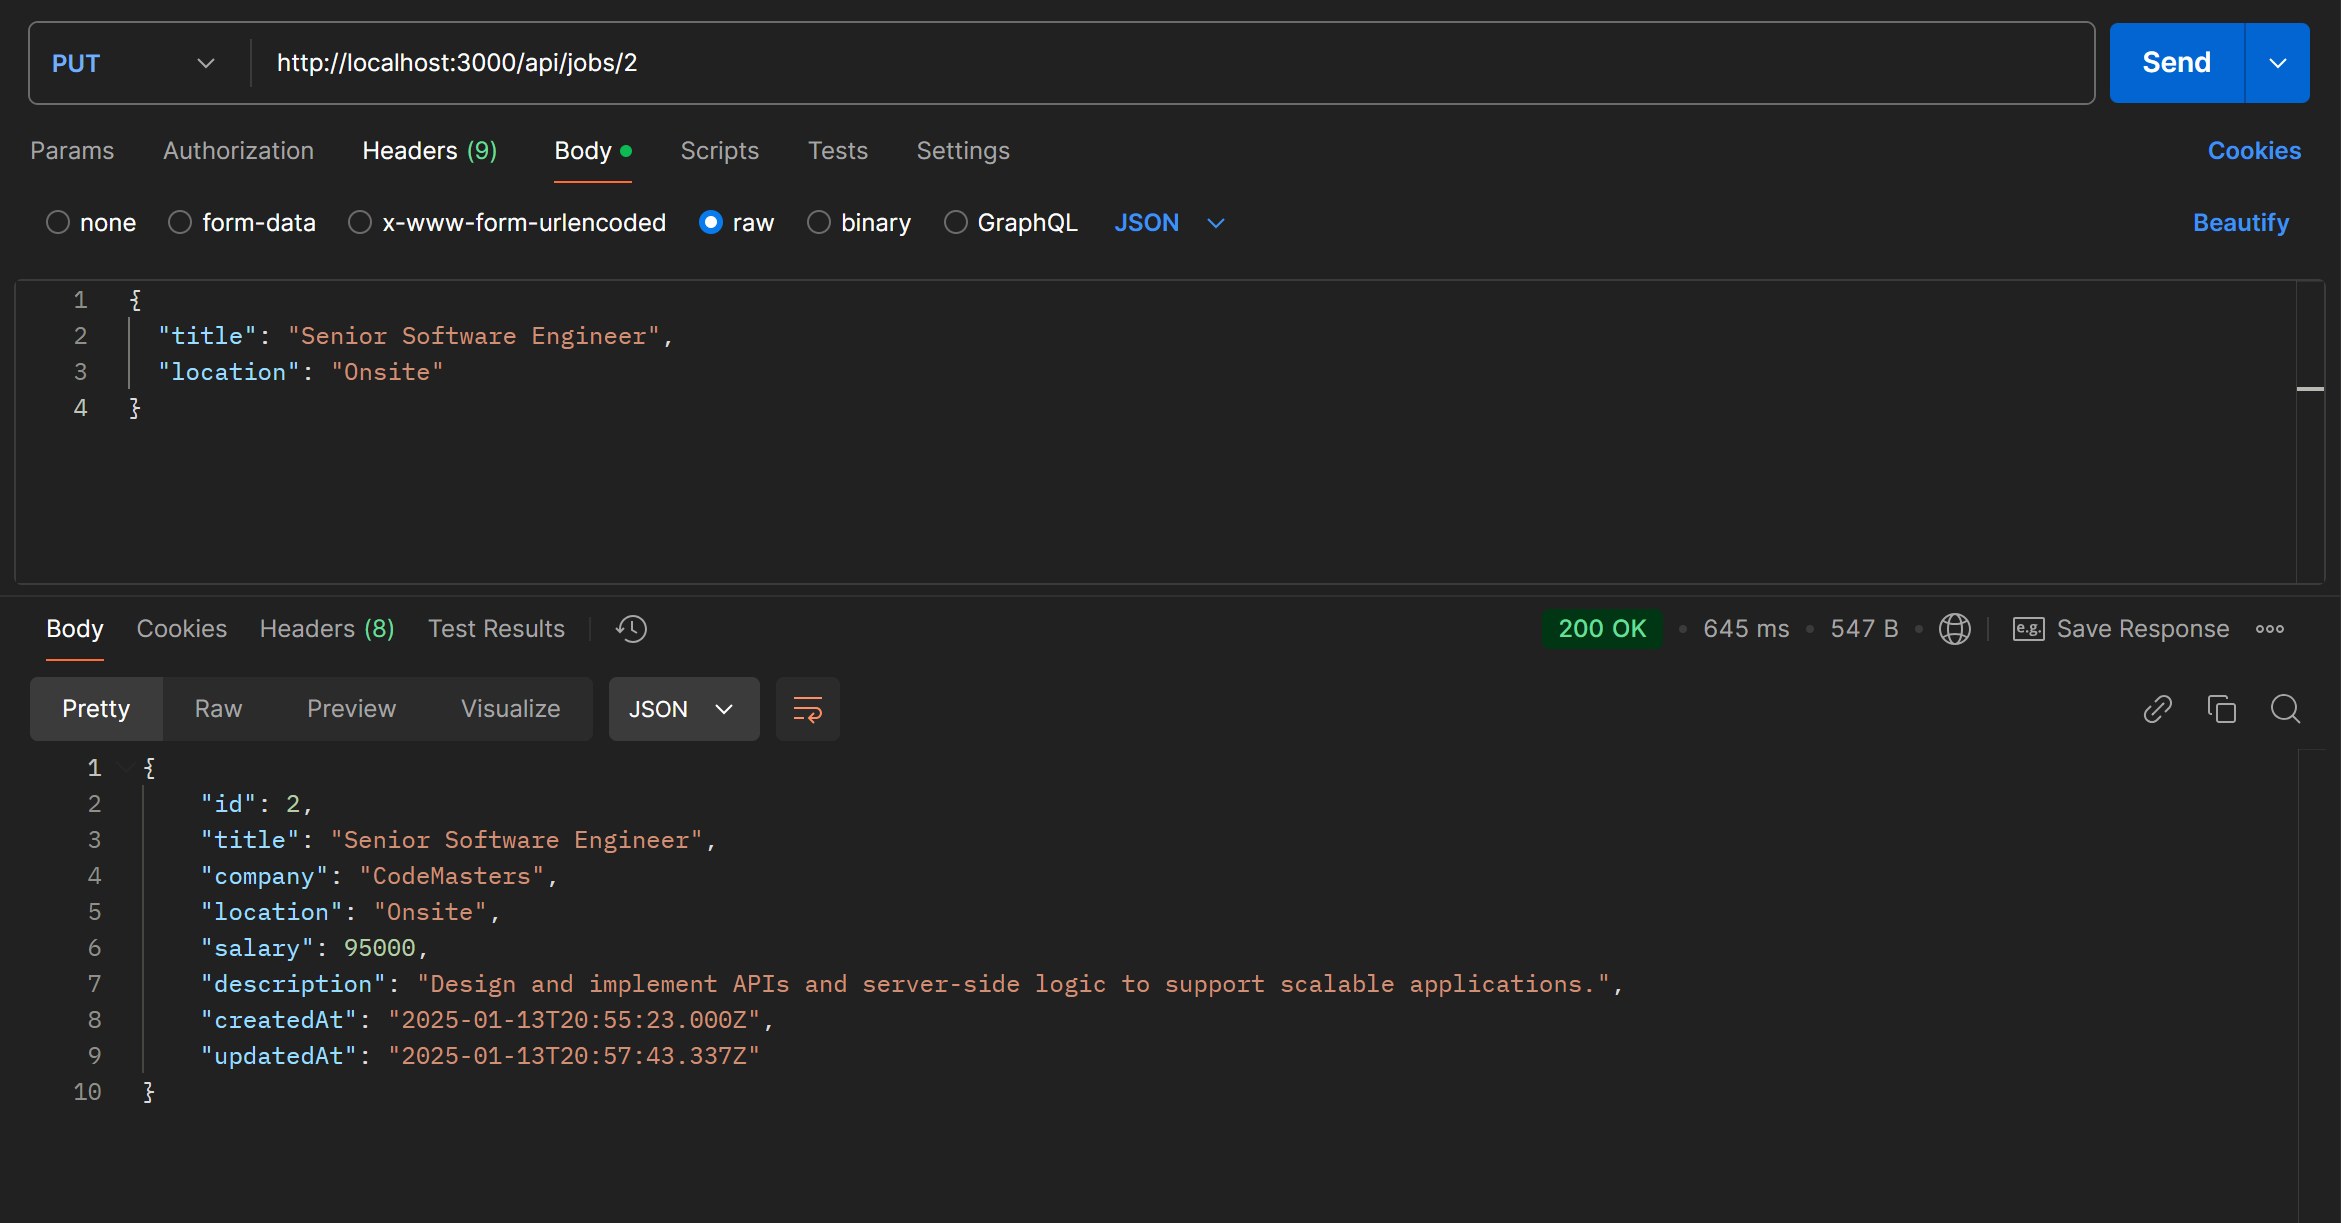 PUT http://localhost:3000/api/jobs/2 Send
Params Authorization Headers (9) Body Scripts Tests Settings Cookies
none form-data x-www-form-urlencoded raw binary GraphQL JSON Beautify
1 {
2 "title": "Senior Software Engineer",
3 "location": "Onsite"
4 }
Body Cookies Headers (8) Test Results 200 OK • 645 ms • 547 B • e.g. Save Response
Pretty Raw Preview Visualize JSON
1 {
2 "id": 2,
3 "title": "Senior Software Engineer",
4 "company": "CodeMasters",
5 "location": "Onsite",
6 "salary": 95000,
7 "description": "Design and implement APIs and server-side logic to support scalable applications.",
8 "createdAt": "2025-01-13T20:55:23.000Z",
9 "updatedAt": "2025-01-13T20:57:43.337Z"
10 }